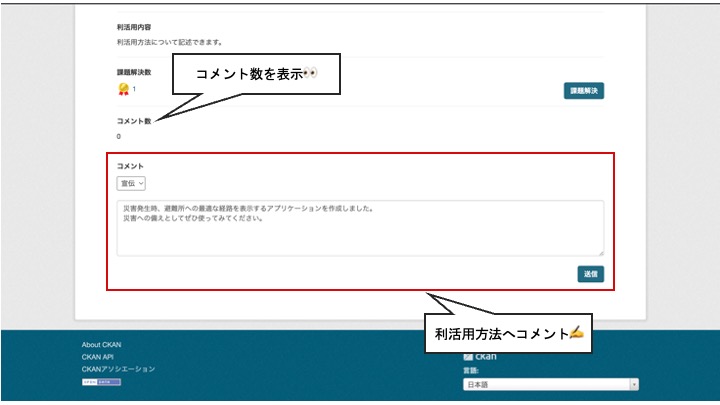 利活用内容
利活用方法について記述できます。
課題解決数
コメント数を表示👀
1
課題解決
コメント数
0
コメント
宣伝
災害発生時、避難所への最適な経路を表示するアプリケーションを作成しました。
災害への備えとしてぜひ使ってみてください。
送信
利活用方法へコメント✍
About CKAN
CKAN API
CKANアソシエーション
OPEN DATA
ckan
言語:
日本語